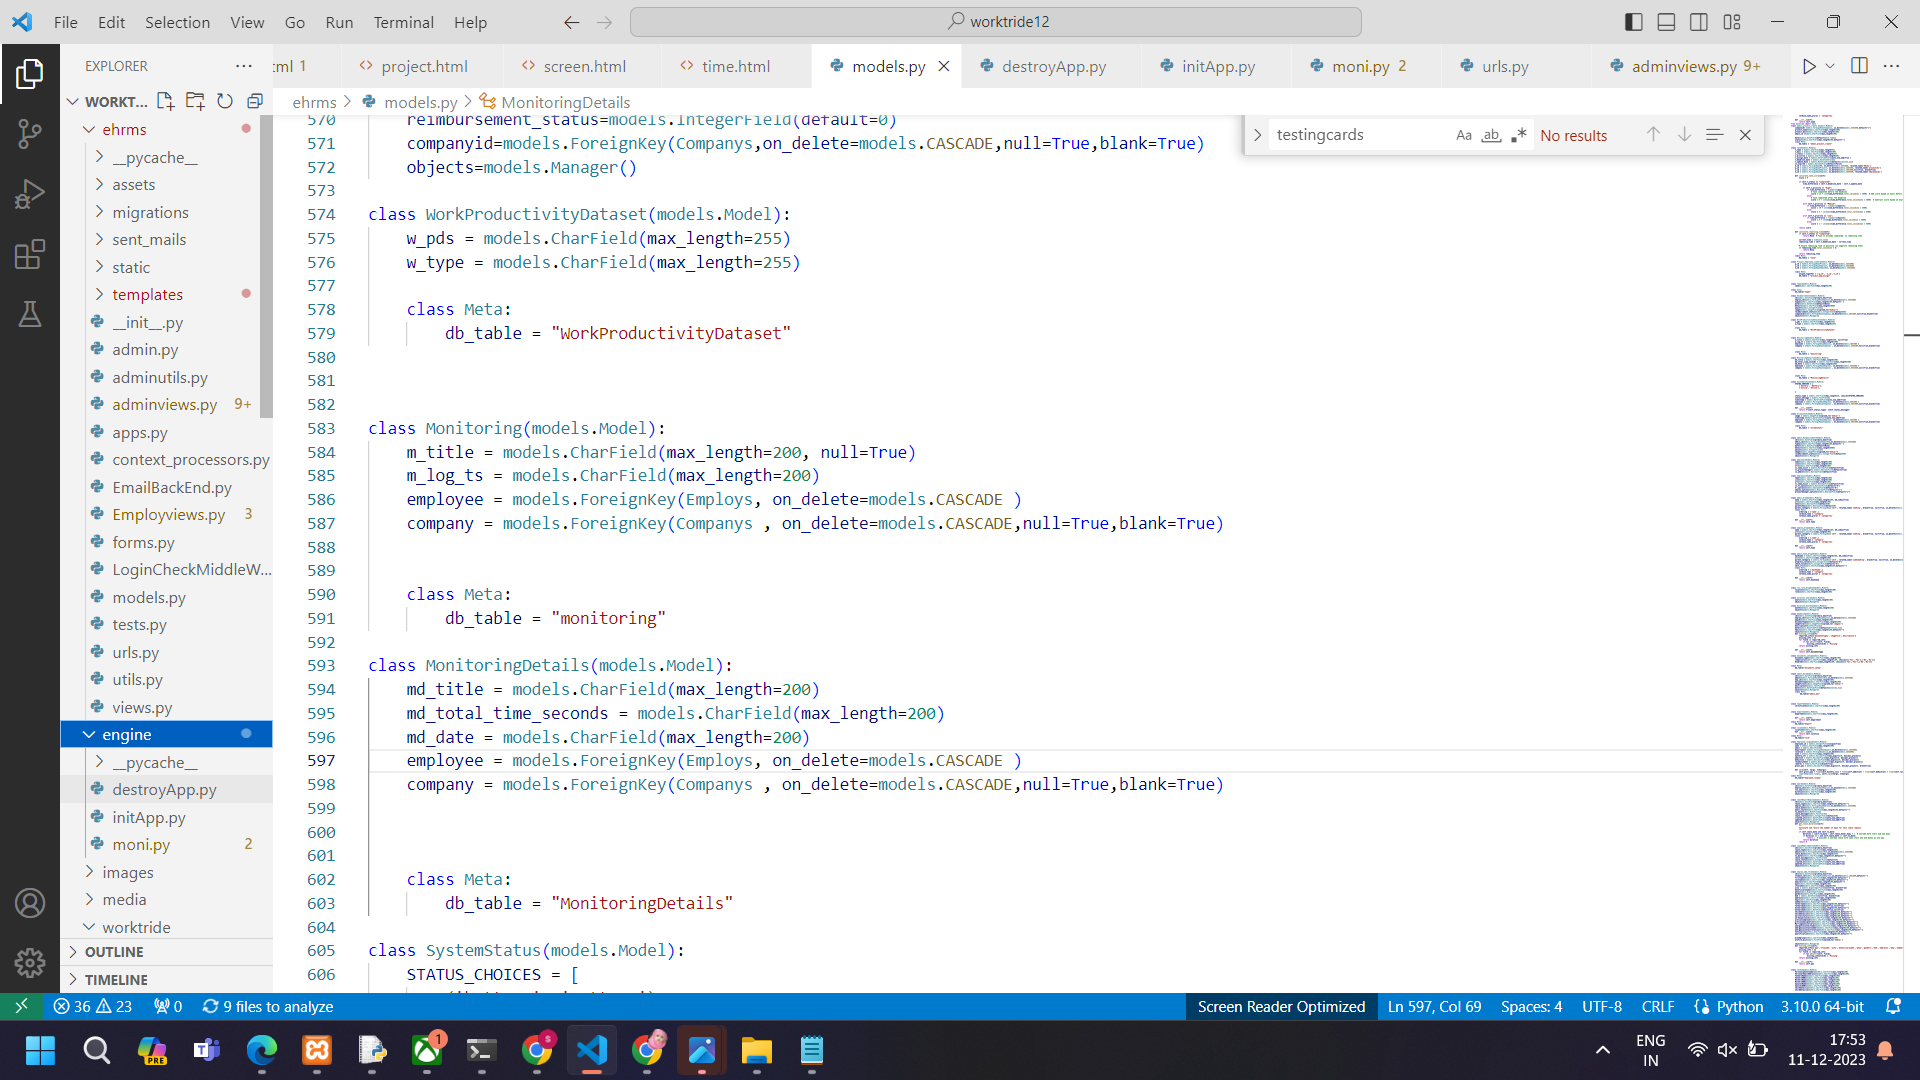 File Edit Selection View Go Run Terminal Help
worktride12
EXPLORER
tml 1
project.html
screen.html
time.html
models.py
destroyApp.py
initApp.py
moni.py 2
urls.py
adminviews.py 9+
WORKT...
ehrms > models.py > MonitoringDetails
ehrms
__pycache__
assets
migrations
sent_mails
static
templates
__init__.py
admin.py
adminutils.py
adminviews.py 9+
apps.py
context_processors.py
EmailBackEnd.py
Employviews.py 3
forms.py
LoginCheckMiddleW...
models.py
tests.py
urls.py
utils.py
views.py
engine
__pycache__
destroyApp.py
initApp.py
moni.py 2
images
media
worktride
OUTLINE
TIMELINE
testingcards Aa ab .* No results
570 reimbursement_status=models.IntegerField(default=0)
571 companyid=models.ForeignKey(Companys,on_delete=models.CASCADE,null=True,blank=True)
572 objects=models.Manager()
573
574 class WorkProductivityDataset(models.Model):
575 w_pds = models.CharField(max_length=255)
576 w_type = models.CharField(max_length=255)
577
578 class Meta:
579 db_table = "WorkProductivityDataset"
580
581
582
583 class Monitoring(models.Model):
584 m_title = models.CharField(max_length=200, null=True)
585 m_log_ts = models.CharField(max_length=200)
586 employee = models.ForeignKey(Employs, on_delete=models.CASCADE )
587 company = models.ForeignKey(Companys , on_delete=models.CASCADE,null=True,blank=True)
588
589
590 class Meta:
591 db_table = "monitoring"
592
593 class MonitoringDetails(models.Model):
594 md_title = models.CharField(max_length=200)
595 md_total_time_seconds = models.CharField(max_length=200)
596 md_date = models.CharField(max_length=200)
597 employee = models.ForeignKey(Employs, on_delete=models.CASCADE )
598 company = models.ForeignKey(Companys , on_delete=models.CASCADE,null=True,blank=True)
599
600
601
602 class Meta:
603 db_table = "MonitoringDetails"
604
605 class SystemStatus(models.Model):
606 STATUS_CHOICES = [
36 23 0 9 files to analyze
Screen Reader Optimized Ln 597, Col 69 Spaces: 4 UTF-8 CRLF {} Python 3.10.0 64-bit
PRE
1
ENG
IN
17:53
11-12-2023